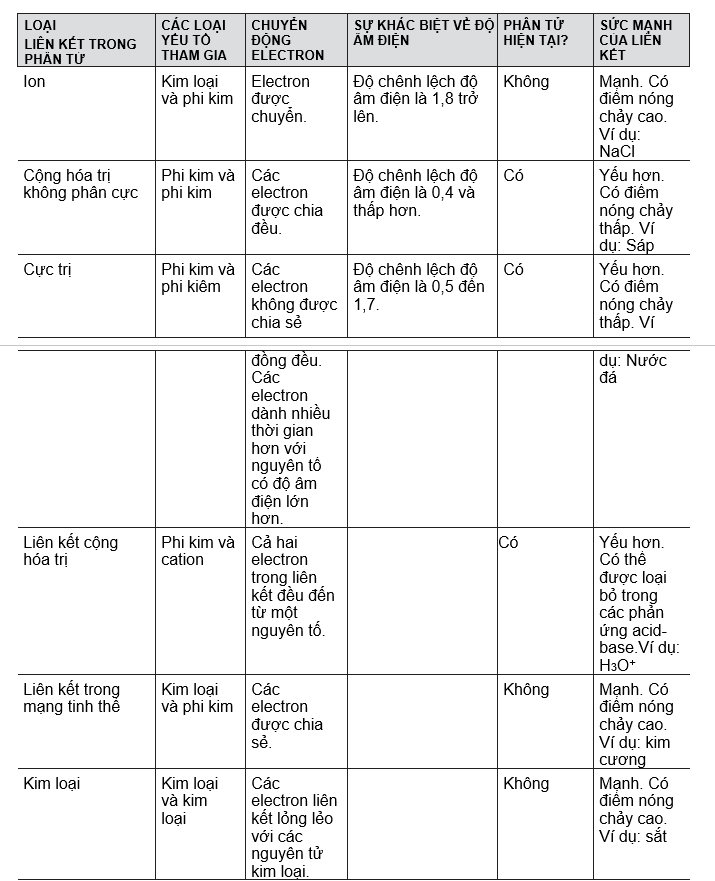 LOẠI
LIÊN KẾT TRONG
PHÂN TỬ
CÁC LOẠI
YẾU TỐ
THAM GIA
CHUYỂN
ĐỘNG
ELECTRON
SỰ KHÁC BIỆT VỀ ĐỘ
ÂM ĐIỆN
PHÂN TỬ
HIỆN TẠI?
SỨC MẠNH
CỦA LIÊN
KẾT
Ion
Kim loại
và phi kim
Electron
được
chuyển.
Độ chênh lệch độ
âm điện là 1,8 trở
lên.
Không
Mạnh. Có
điểm nóng
chảy cao.
Ví dụ:
NaCl
Cộng hóa trị
không phân cực
Phi kim và
phi kim
Các
electron
được chia
đều.
Độ chênh lệch độ
âm điện là 0,4 và
thấp hơn.
Có
Yếu hơn.
Có điểm
nóng chảy
thấp. Ví
dụ: Sáp
Cực trị
Phi kim và
phi kiêm
Các
electron
không được
chia sẻ
Độ chênh lệch độ
âm điện là 0,5 đến
1,7.
Có
Yếu hơn.
Có điểm
nóng chảy
thấp. Ví
đồng đều.
Các
electron
dành nhiều
thời gian
hơn với
nguyên tố
có độ âm
điện lớn
hơn.
dụ: Nước
đá
Liên kết cộng
hóa trị
Phi kim và
cation
Cả hai
electron
trong liên
kết đều đến
từ một
nguyên tố.
Có
Yếu hơn.
Có thể
được loại
bỏ trong
các phản
ứng acid-
base.Ví dụ:
H₃O⁺
Liên kết trong
mạng tinh thể
Kim loại
và phi kim
Các
electron
được chia
sẻ.
Không
Mạnh. Có
điểm nóng
chảy cao.
Ví dụ: kim
cương
Kim loại
Kim loại
và kim
loại
Các
electron liên
kết lỏng lẻo
với các
nguyên tử
kim loại.
Không
Mạnh. Có
điểm nóng
chảy cao.
Ví dụ: sắt